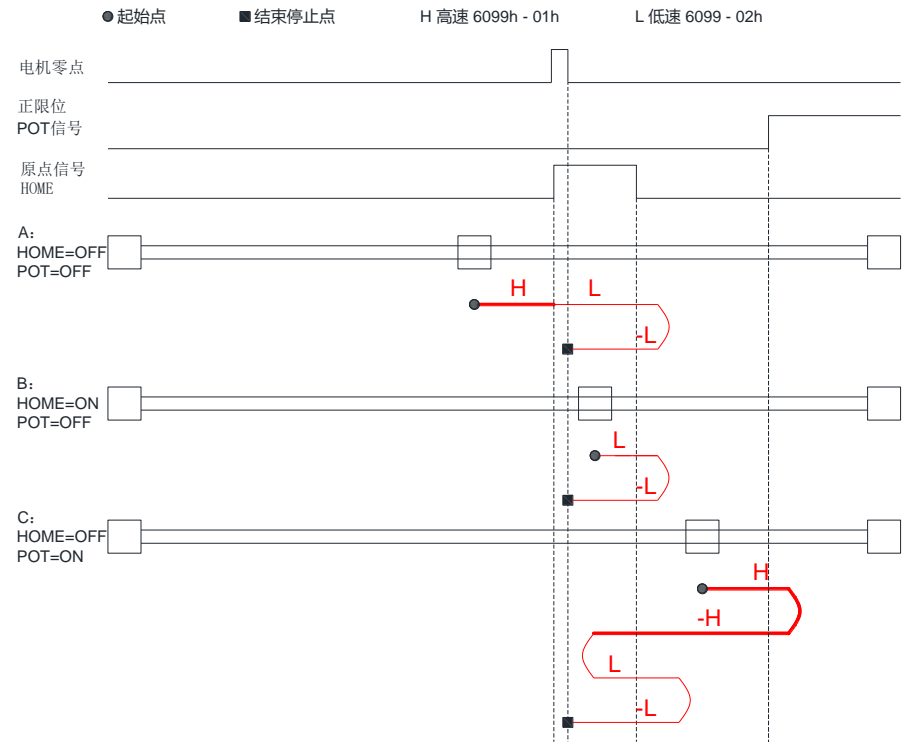 起始点 结束停止点 H 高速 6099h - 01h L 低速 6099 - 02h
电机零点
正限位
POT信号
原点信号
HOME
A:
HOME=OFF
POT=OFF
H L
-L
B:
HOME=ON
POT=OFF
L
-L
C:
HOME=OFF
POT=ON
H
-H
L
-L